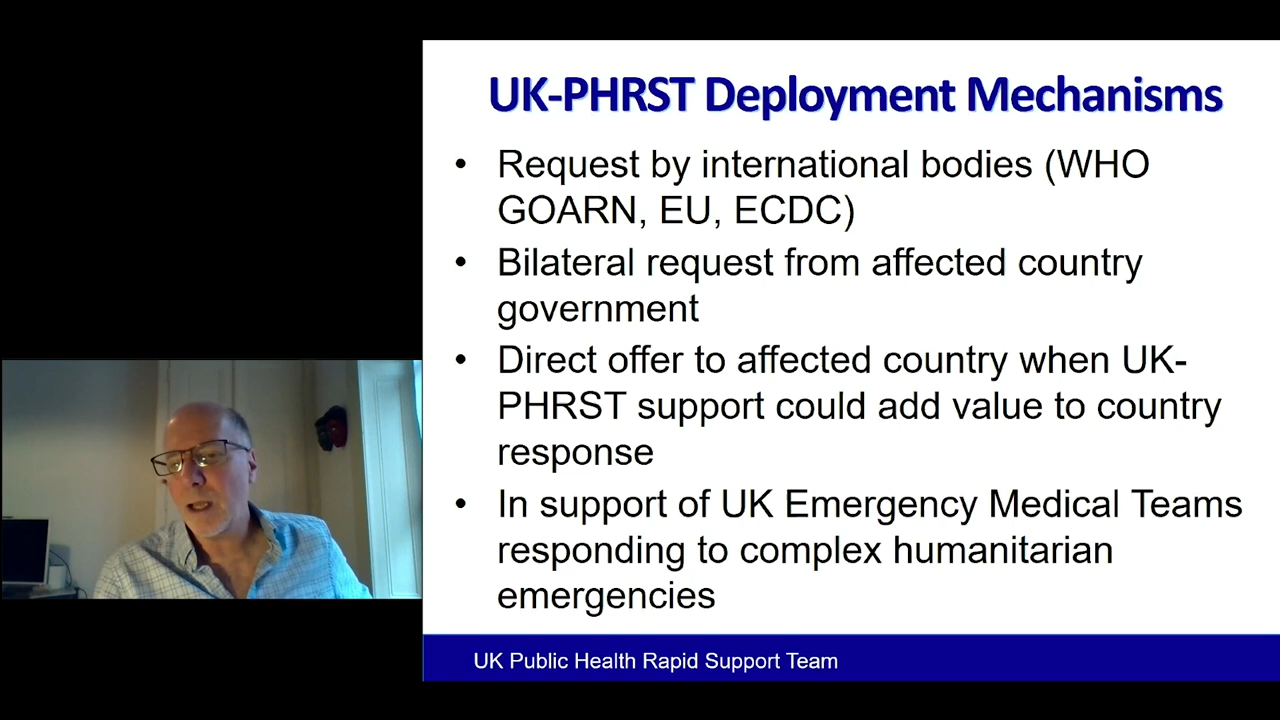 UK-PHRST Deployment Mechanisms
• Request by international bodies (WHO
GOARN, EU, ECDC)
• Bilateral request from affected country
government
• Direct offer to affected country when UK-
PHRST support could add value to country
response
• In support of UK Emergency Medical Teams
responding to complex humanitarian
emergencies
UK Public Health Rapid Support Team